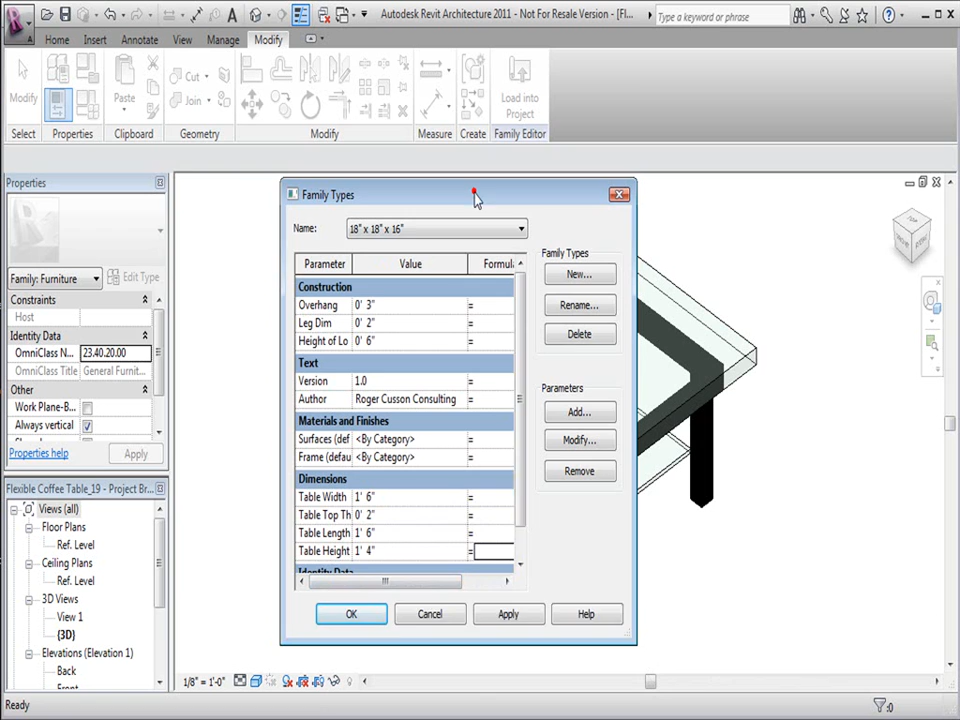 Autodesk Revit Architecture 2011 - Not For Resale Version - [Fl...
Type a keyword or phrase
Home Insert Annotate View Manage Modify
Modify
Cut
Join
Paste
Load into
Project
Select Properties Clipboard Geometry Modify Measure Create Family Editor
Properties
Family: Furniture
Edit Type
Constraints
Host
Identity Data
OmniClass N... 23.40.20.00
OmniClass Title General Furnit...
Other
Work Plane-B...
Always vertical
Properties help
Apply
Flexible Coffee Table_19 - Project Br...
Views (all)
Floor Plans
Ref. Level
Ceiling Plans
Ref. Level
3D Views
View 1
{3D}
Elevations (Elevation 1)
Back
Front
Family Types
Name: 18" x 18" x 16"
Parameter Value Formula
Construction
Overhang 0' 3" =
Leg Dim 0' 2" =
Height of Lo 0' 6" =
Text
Version 1.0 =
Author Roger Cusson Consulting =
Materials and Finishes
Surfaces (def <By Category> =
Frame (defau <By Category> =
Dimensions
Table Width 1' 6" =
Table Top Th 0' 2" =
Table Length 1' 6" =
Table Height 1' 4" =
Identity Data
Family Types
New...
Rename...
Delete
Parameters
Add...
Modify...
Remove
OK Cancel Apply Help
1/8" = 1'-0"
Ready
:0